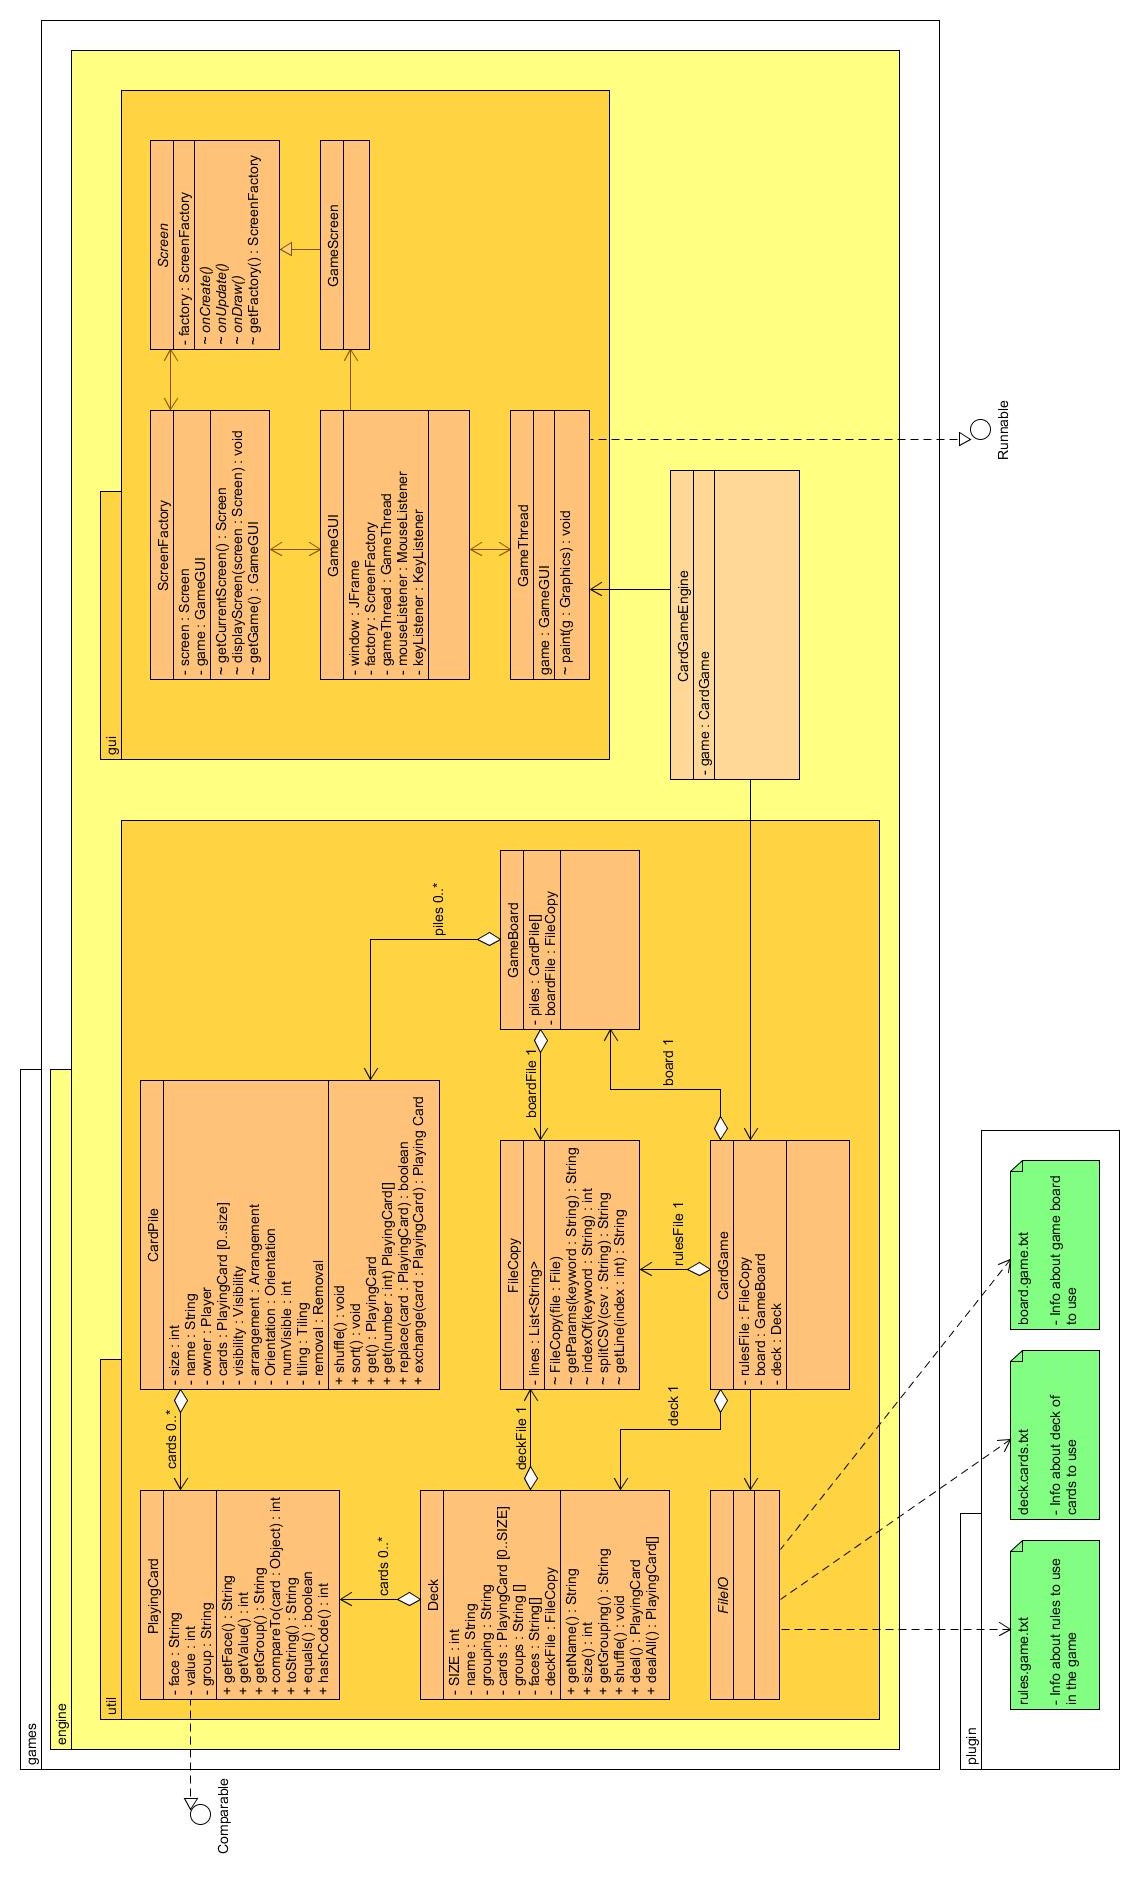 games
engine
util
PlayingCard
- face : String
- value : int
- group : String
+ getFace() : String
+ getValue() : int
+ getGroup() : String
+ compareTo(card : Object) : int
+ toString() : String
+ equals() : boolean
+ hashCode() : int
Comparable
cards 0..*
CardPile
- size : int
- name : String
- owner : Player
- cards : PlayingCard [0..size]
- visibility : Visibility
- arrangement : Arrangement
- Orientation : Orientation
- numVisible : int
- tiling : Tiling
- removal : Removal
+ shuffle() : void
+ sort() : void
+ get() : PlayingCard
+ get(number : int) PlayingCard[]
+ replace(card : PlayingCard) : boolean
+ exchange(card : PlayingCard) : Playing Card
piles 0..*
cards 0..*
Deck
- SIZE : int
- name : String
- grouping : String
- cards : PlayingCard [0..SIZE]
- groups : String []
- faces : String[]
- deckFile : FileCopy
+ getName() : String
+ size() : int
+ getGrouping() : String
+ shuffle() : void
+ deal() : PlayingCard
+ dealAll() : PlayingCard[]
deckFile 1
FileCopy
- lines : List<String>
~ FileCopy(file : File)
~ getParams(keyword : String) : String
~ indexOf(keyword : String) : int
~ splitCSV(csv : String) : String
~ getLine(index : int) : String
boardFile 1
GameBoard
- piles : CardPile[]
- boardFile : FileCopy
deck 1
rulesFile 1
board 1
FileIO
CardGame
- rulesFile : FileCopy
- board : GameBoard
- deck : Deck
gui
ScreenFactory
- screen : Screen
- game : GameGUI
~ getCurrentScreen() : Screen
~ displayScreen(screen : Screen) : void
~ getGame() : GameGUI
Screen
- factory : ScreenFactory
~ onCreate()
~ onUpdate()
~ onDraw()
~ getFactory() : ScreenFactory
GameGUI
- window : JFrame
- factory : ScreenFactory
- gameThread : GameThread
- mouseListener : MouseListener
- keyListener : KeyListener
GameScreen
GameThread
game : GameGUI
~ paint(g : Graphics) : void
CardGameEngine
- game : CardGame
Runnable
plugin
rules.game.txt
- Info about rules to use
in the game
deck.cards.txt
- Info about deck of
cards to use
board.game.txt
- Info about game board
to use